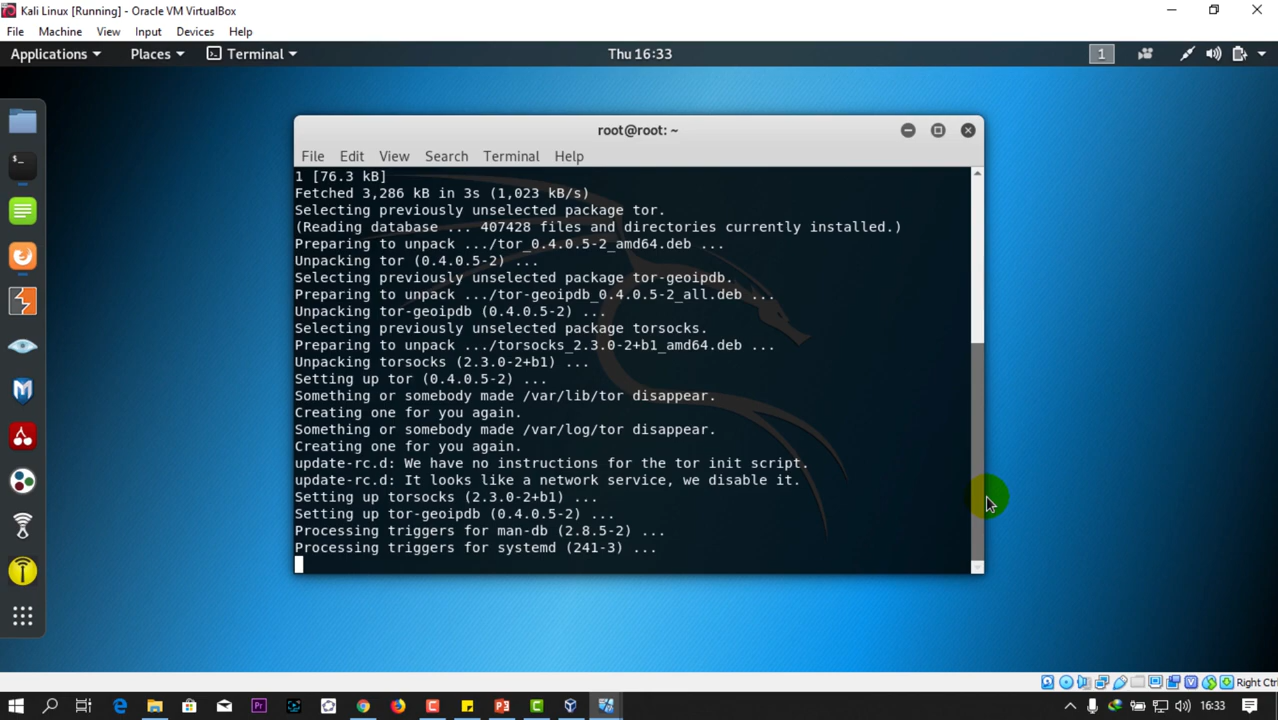 Kali Linux [Running] - Oracle VM VirtualBox
File Machine View Input Devices Help
Applications Places Terminal Thu 16:33 1
root@root: ~
File Edit View Search Terminal Help
1 [76.3 kB]
Fetched 3,286 kB in 3s (1,023 kB/s)
Selecting previously unselected package tor.
(Reading database ... 407428 files and directories currently installed.)
Preparing to unpack .../tor_0.4.0.5-2_amd64.deb ...
Unpacking tor (0.4.0.5-2) ...
Selecting previously unselected package tor-geoipdb.
Preparing to unpack .../tor-geoipdb_0.4.0.5-2_all.deb ...
Unpacking tor-geoipdb (0.4.0.5-2) ...
Selecting previously unselected package torsocks.
Preparing to unpack .../torsocks_2.3.0-2+b1_amd64.deb ...
Unpacking torsocks (2.3.0-2+b1) ...
Setting up tor (0.4.0.5-2) ...
Something or somebody made /var/lib/tor disappear.
Creating one for you again.
Something or somebody made /var/log/tor disappear.
Creating one for you again.
update-rc.d: We have no instructions for the tor init script.
update-rc.d: It looks like a network service, we disable it.
Setting up torsocks (2.3.0-2+b1) ...
Setting up tor-geoipdb (0.4.0.5-2) ...
Processing triggers for man-db (2.8.5-2) ...
Processing triggers for systemd (241-3) ...
Right Ctrl
16:33